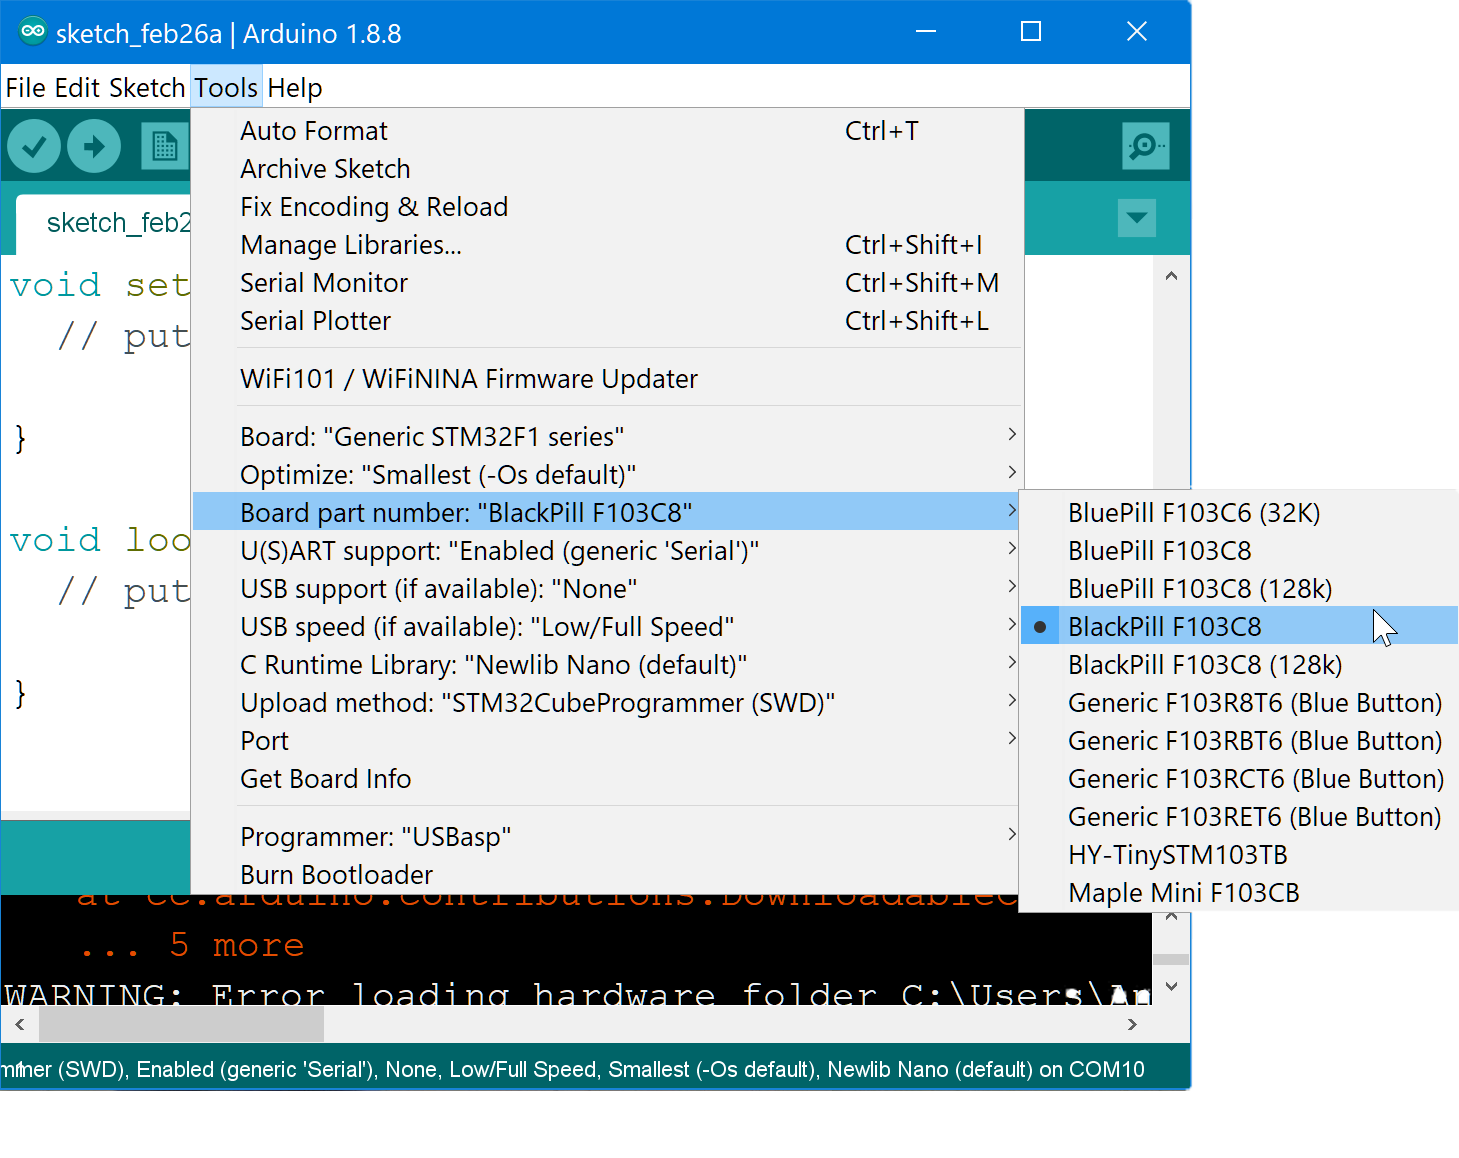 sketch_feb26a | Arduino 1.8.8
File Edit Sketch Tools Help
Auto Format Ctrl+T
Archive Sketch
Fix Encoding & Reload
Manage Libraries... Ctrl+Shift+I
Serial Monitor Ctrl+Shift+M
Serial Plotter Ctrl+Shift+L
WiFi101 / WiFiNINA Firmware Updater
Board: "Generic STM32F1 series"
Optimize: "Smallest (-Os default)"
Board part number: "BlackPill F103C8"
U(S)ART support: "Enabled (generic 'Serial')"
USB support (if available): "None"
USB speed (if available): "Low/Full Speed"
C Runtime Library: "Newlib Nano (default)"
Upload method: "STM32CubeProgrammer (SWD)"
Port
Get Board Info
Programmer: "USBasp"
Burn Bootloader
BluePill F103C6 (32K)
BluePill F103C8
BluePill F103C8 (128k)
BlackPill F103C8
BlackPill F103C8 (128k)
Generic F103R8T6 (Blue Button)
Generic F103RBT6 (Blue Button)
Generic F103RCT6 (Blue Button)
Generic F103RET6 (Blue Button)
HY-TinySTM103TB
Maple Mini F103CB
sketch_feb2
void set
// put
}
void loo
// put
}
at cc.arduino.contributions.DownloadableC
... 5 more
WARNING: Error loading hardware folder C:\Users\
mmer (SWD), Enabled (generic 'Serial'), None, Low/Full Speed, Smallest (-Os default), Newlib Nano (default) on COM10